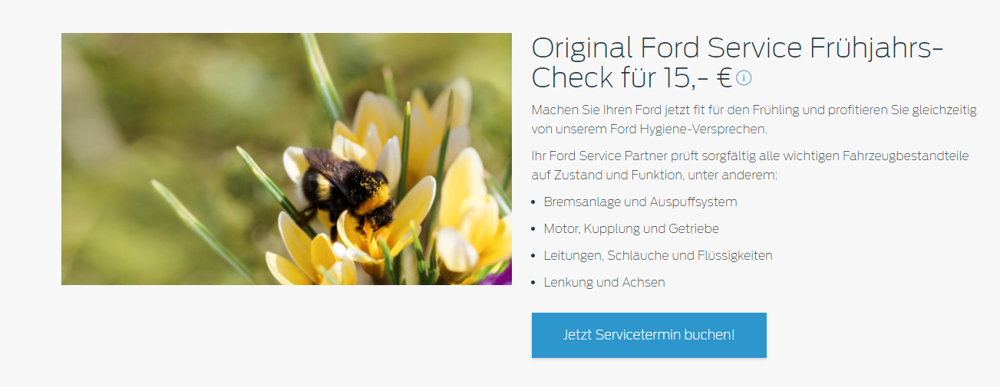 Original Ford Service Frühjahrs-
Check für 15,- € i
Machen Sie Ihren Ford jetzt fit für den Frühling und profitieren Sie gleichzeitig
von unserem Ford Hygiene-Versprechen.
Ihr Ford Service Partner prüft sorgfältig alle wichtigen Fahrzeugbestandteile
auf Zustand und Funktion, unter anderem:
• Bremsanlage und Auspuffsystem
• Motor, Kupplung und Getriebe
• Leitungen, Schläuche und Flüssigkeiten
• Lenkung und Achsen
Jetzt Servicetermin buchen!